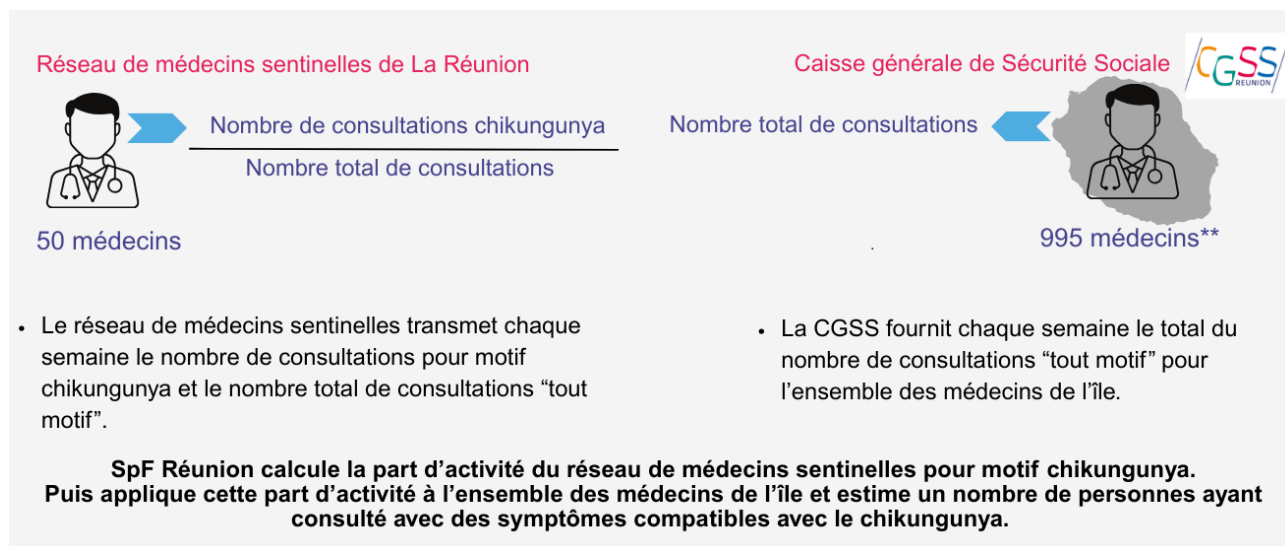 Réseau de médecins sentinelles de La Réunion
Nombre de consultations chikungunya
Nombre total de consultations
50 médecins
Caisse générale de Sécurité Sociale
CGSS
REUNION
Nombre total de consultations
995 médecins**
• Le réseau de médecins sentinelles transmet chaque
semaine le nombre de consultations pour motif
chikungunya et le nombre total de consultations “tout
motif”.
• La CGSS fournit chaque semaine le total du
nombre de consultations “tout motif” pour
l’ensemble des médecins de l’île.
SpF Réunion calcule la part d’activité du réseau de médecins sentinelles pour motif chikungunya.
Puis applique cette part d’activité à l’ensemble des médecins de l’île et estime un nombre de personnes ayant
consulté avec des symptômes compatibles avec le chikungunya.